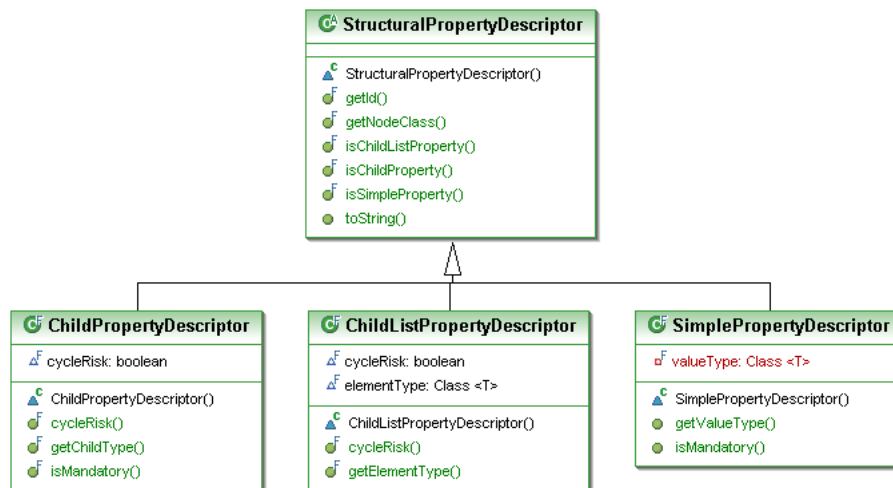 StructuralPropertyDescriptor
StructuralPropertyDescriptor()
getId()
getNodeClass()
isChildListProperty()
isChildProperty()
isSimpleProperty()
toString()
ChildPropertyDescriptor
cycleRisk: boolean
ChildPropertyDescriptor()
cycleRisk()
getChildType()
isMandatory()
ChildListPropertyDescriptor
cycleRisk: boolean
elementType: Class <T>
ChildListPropertyDescriptor()
cycleRisk()
getElementType()
SimplePropertyDescriptor
valueType: Class <T>
SimplePropertyDescriptor()
getValueType()
isMandatory()